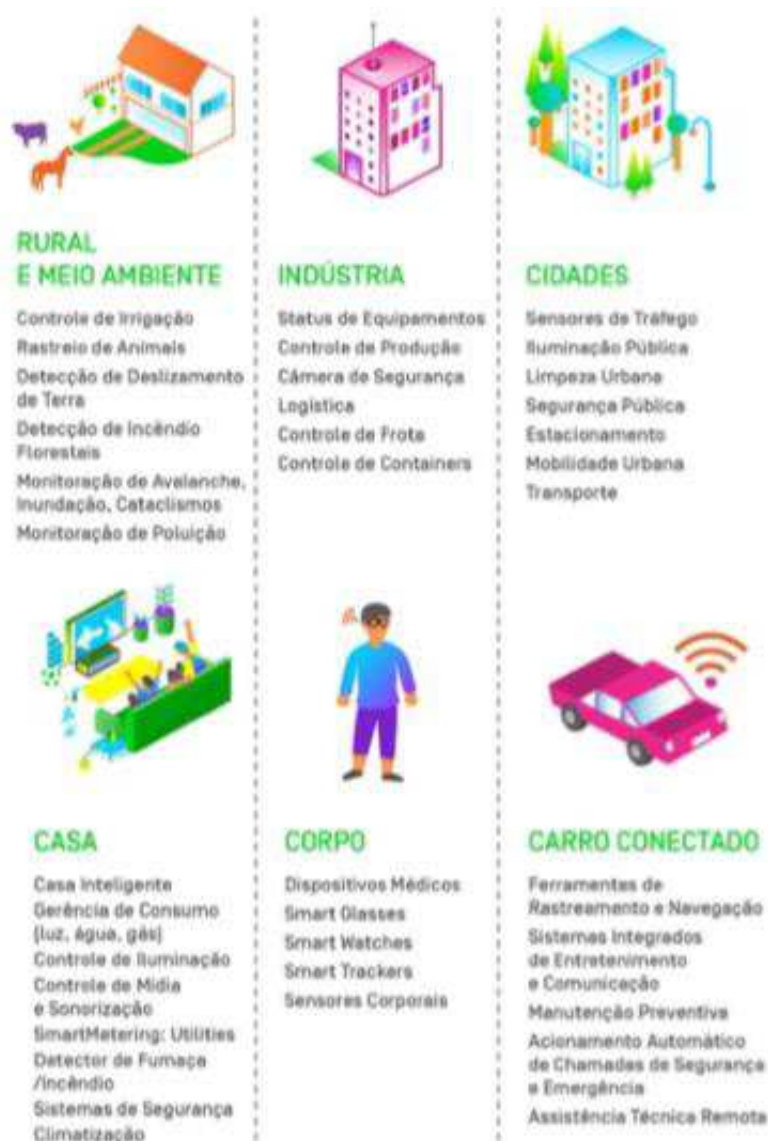 RURAL
E MEIO AMBIENTE
Controle de Irrigação
Rastreio de Animais
Detecção de Deslizamento
de Terra
Detecção de Incêndio
Florestais
Monitoração de Avalanche,
Inundação, Cataclismos
Monitoração de Poluição
INDÚSTRIA
Status de Equipamentos
Controle de Produção
Câmera de Segurança
Logística
Controle de Frota
Controle de Containers
CIDADES
Sensores de Tráfego
Iluminação Pública
Limpeza Urbana
Segurança Pública
Estacionamento
Mobilidade Urbana
Transporte
CASA
Casa Inteligente
Gerência de Consumo
(luz, água, gás)
Controle de Iluminação
Controle de Mídia
e Sonorização
SmartMetering: Utilities
Detector de Fumaça
/Incêndio
Sistemas de Segurança
Climatização
CORPO
Dispositivos Médicos
Smart Glasses
Smart Watches
Smart Trackers
Sensores Corporais
CARRO CONECTADO
Ferramentas de
Rastreamento e Navegação
Sistemas Integrados
de Entretenimento
e Comunicação
Manutenção Preventiva
Acionamento Automático
de Chamadas de Segurança
e Emergência
Assistência Técnica Remota